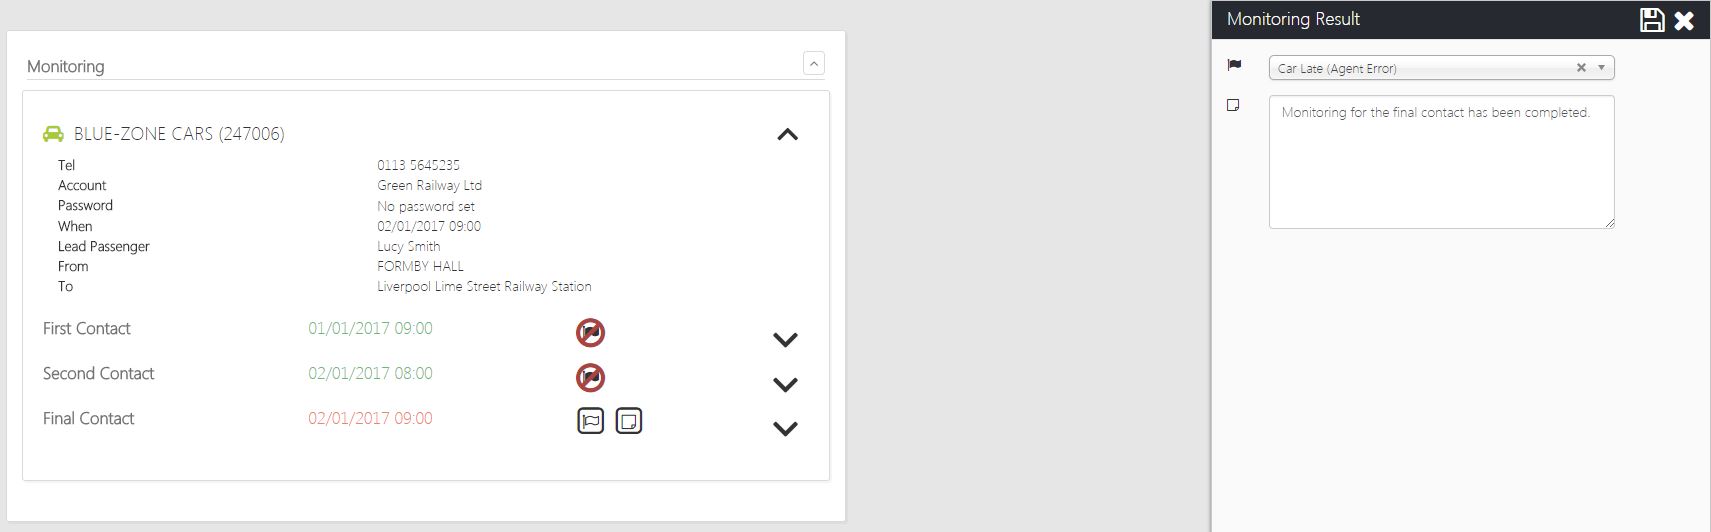 Monitoring
BLUE-ZONE CARS (247006)
Tel 0113 5645235
Account Green Railway Ltd
Password No password set
When 02/01/2017 09:00
Lead Passenger Lucy Smith
From FORMBY HALL
To Liverpool Lime Street Railway Station
First Contact 01/01/2017 09:00
Second Contact 02/01/2017 08:00
Final Contact 02/01/2017 09:00
Monitoring Result
Car Late (Agent Error)
Monitoring for the final contact has been completed.